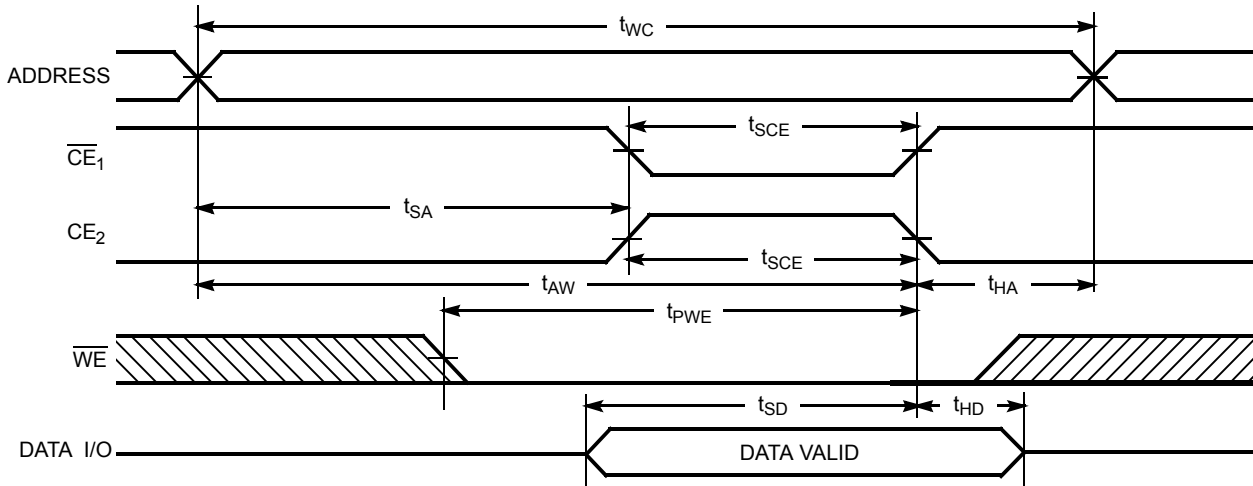 tWC
ADDRESS
tSCE
CE1
tSA
CE2
tSCE
tAW
tHA
tPWE
WE
tSD
tHD
DATA I/O
DATA VALID